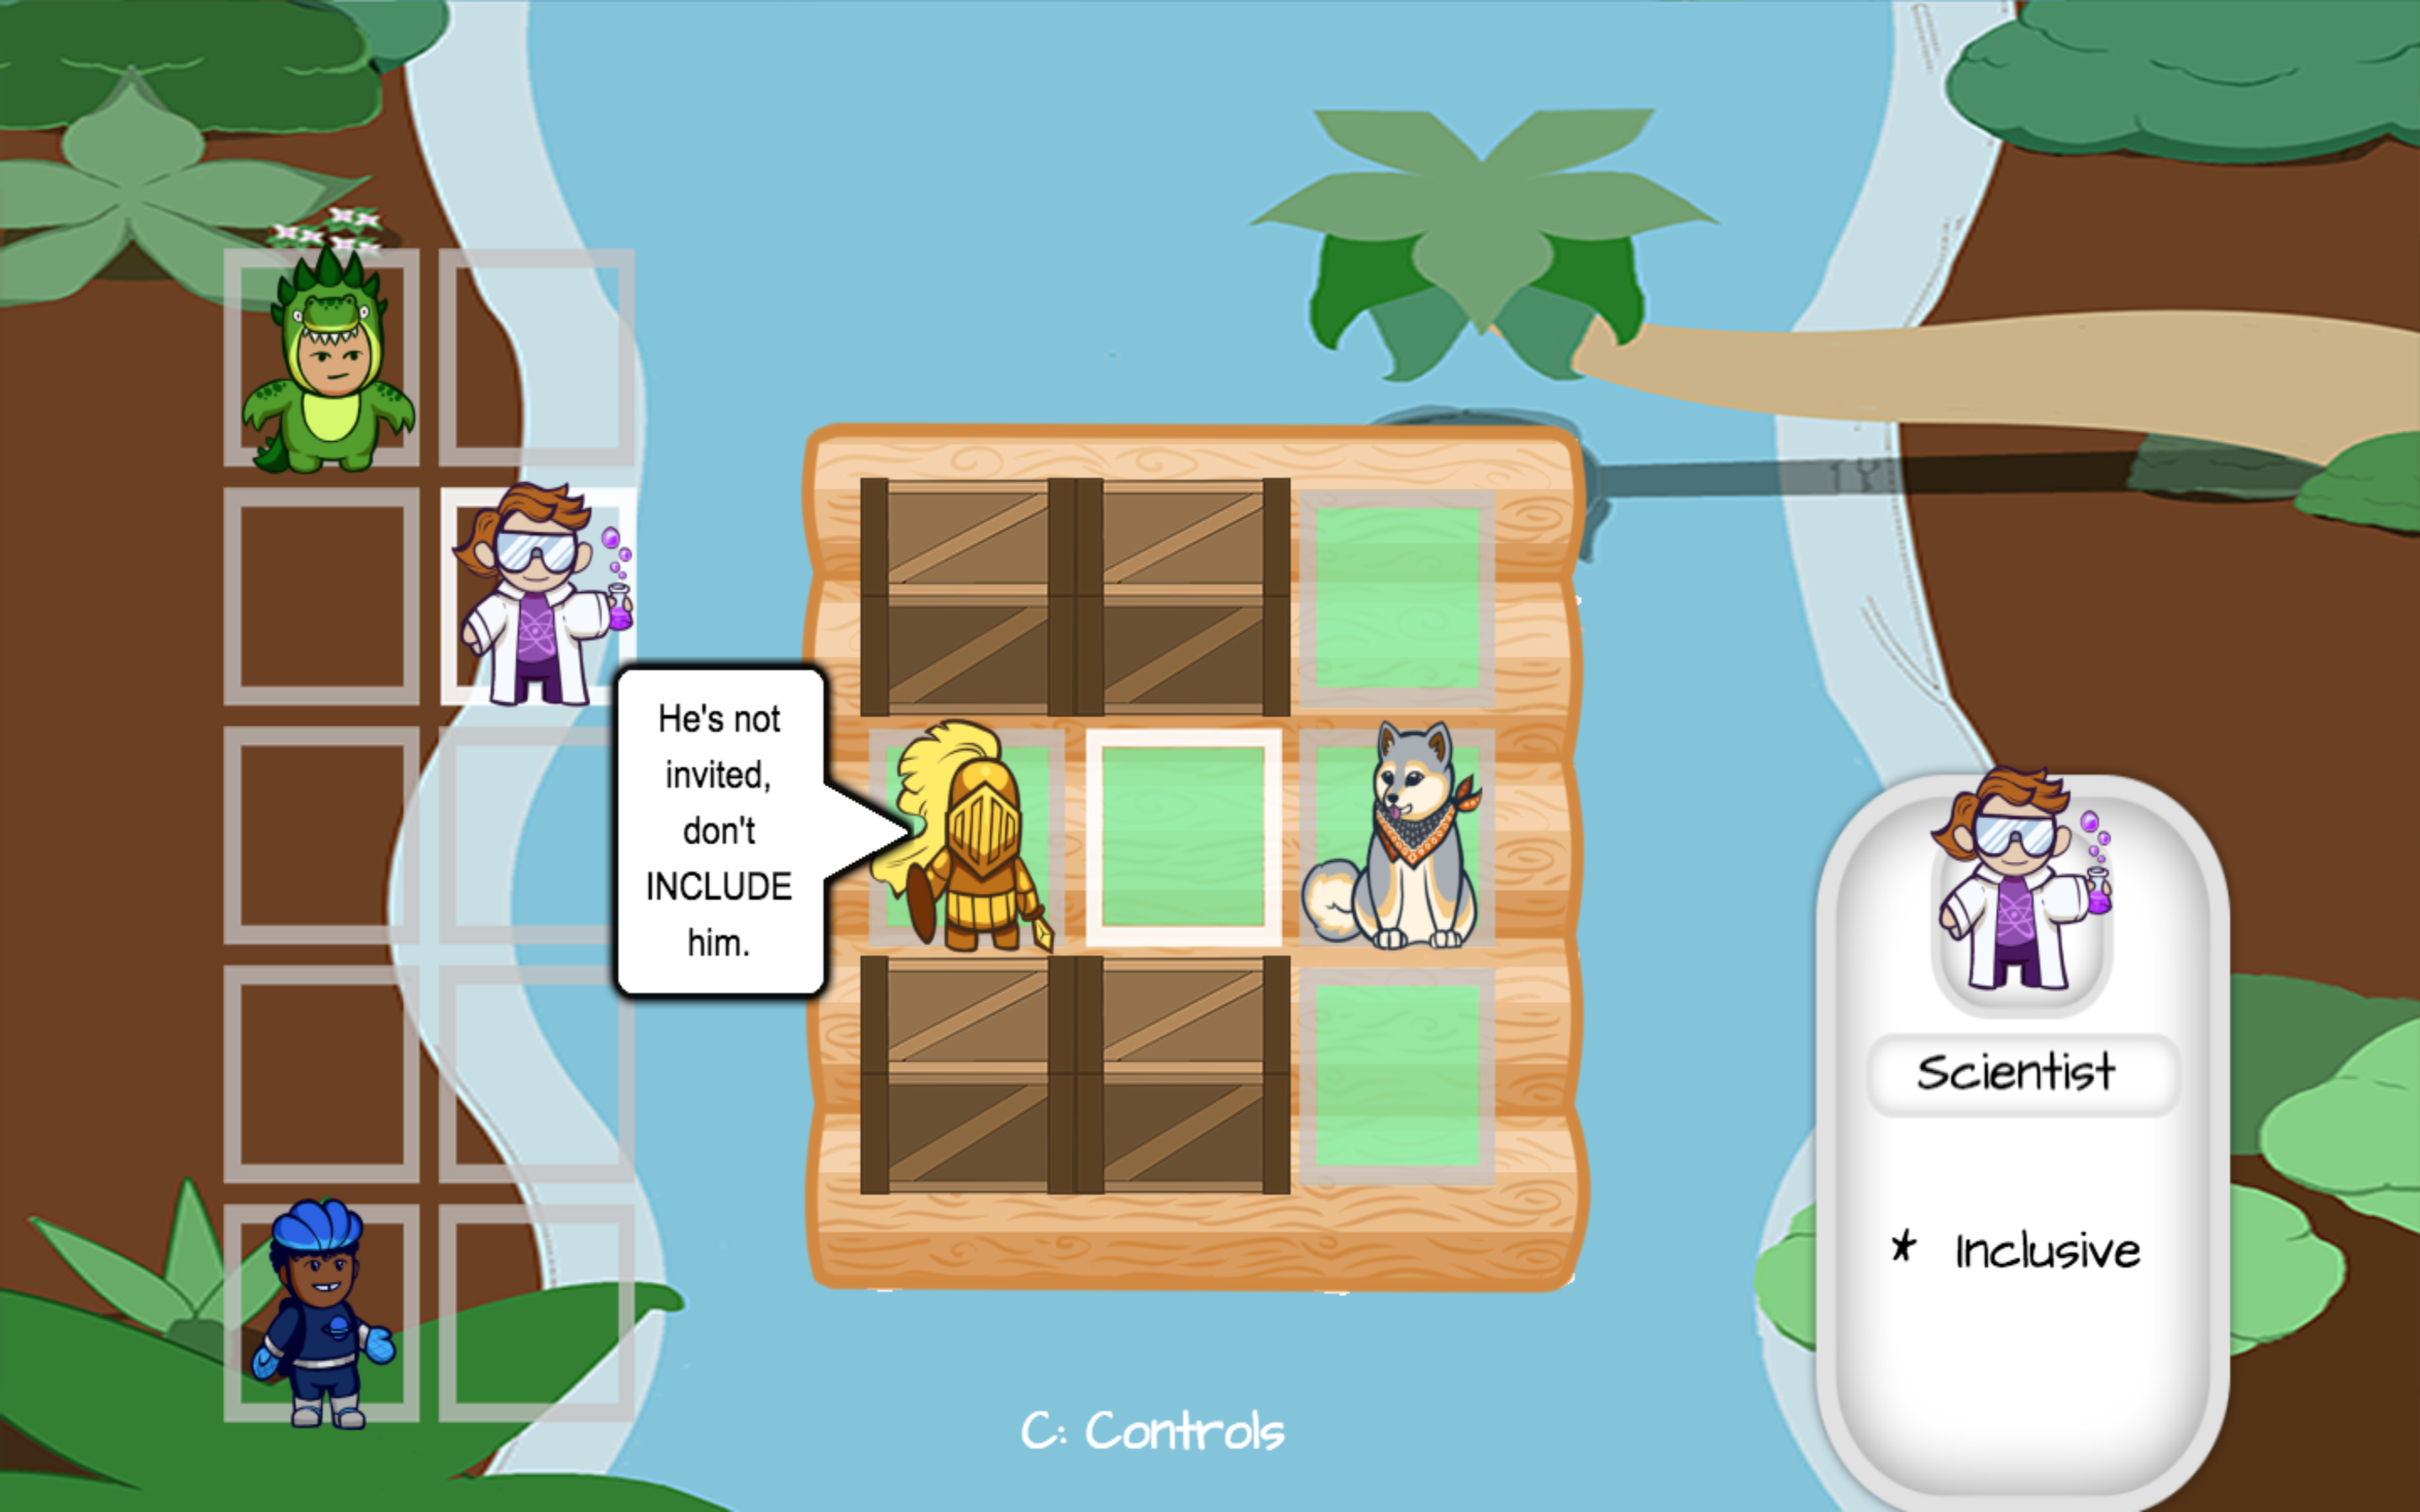 He's not
invited,
don't
INCLUDE
him.
Scientist
* Inclusive
C: Controls